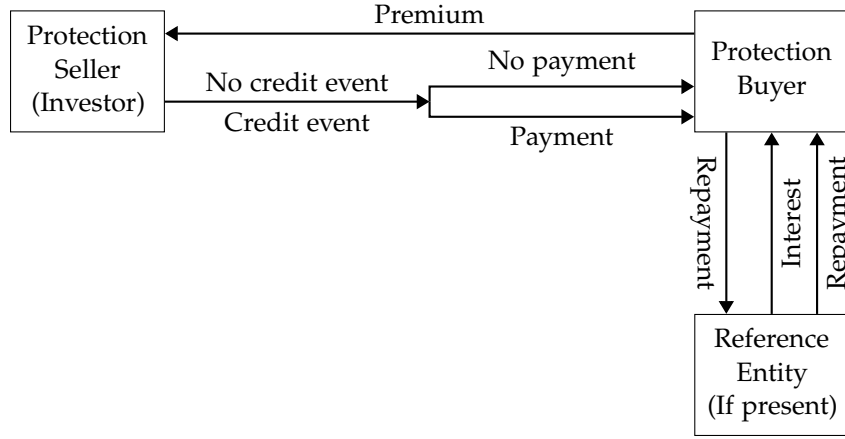 Premium
Protection
Seller
(Investor)
No credit event
Credit event
No payment
Payment
Protection
Buyer
Repayment
Interest
Repayment
Reference
Entity
(If present)